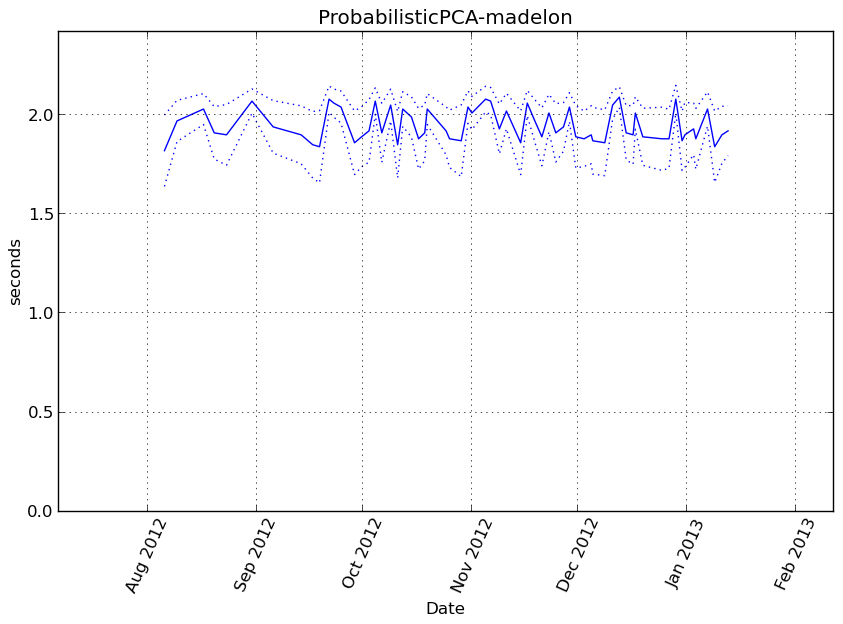 ProbabilisticPCA-madelon
seconds
2.0
1.5
1.0
0.5
0.0
Aug 2012
Sep 2012
Oct 2012
Nov 2012
Dec 2012
Jan 2013
Feb 2013
Date